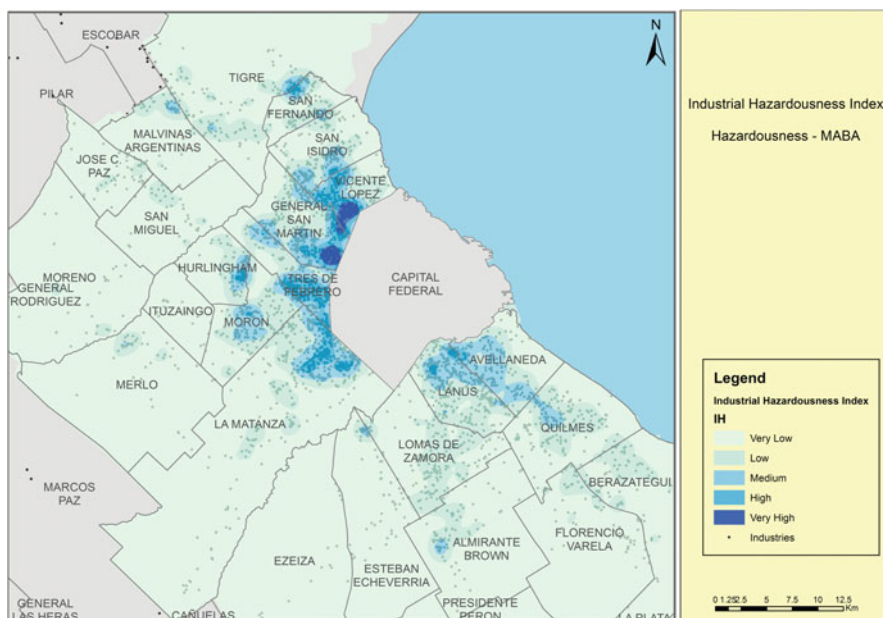 ESCOBAR
N
TIGRE
PILAR
SAN
FERNANDO
MALVINAS
ARGENTINAS
SAN
ISIDRO
JOSE C.
PAZ
VICENTE
LOPEZ
SAN
MIGUEL
GENERAL
SAN
MARTIN
HURLINGHAM
MORENO
GENERAL
RODRIGUEZ
TRES DE
FERRERO
CAPITAL
FEDERAL
ITUZAINGO
MORON
AVELLANEDA
MERLO
LANUS
LA MATANZA
QUILMES
LOMAS DE
ZAMORA
MARCOS
PAZ
BERAZATEGUI
ALMIRANTE
BROWN
FLORENCIO
VARELA
EZEIZA
ESTEBAN
ECHEVERRIA
GENERAL
LAS HERAS
CAÑUELAS
PRESIDENTE
PERON
LA PLATA
Industrial Hazardousness Index
Hazardousness - MABA
Legend
Industrial Hazardousness Index
IH
Very Low
Low
Medium
High
Very High
Industries
0 1.25 2.5 5 7.5 10 12.5
Km